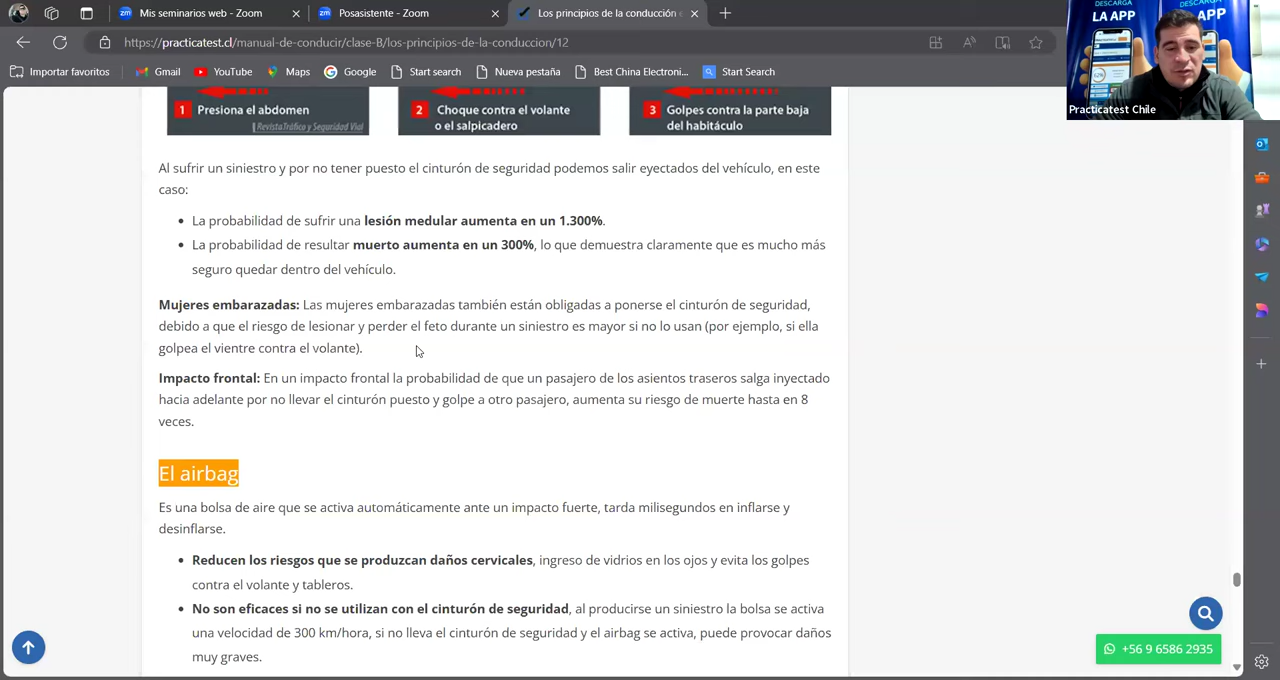 Mis seminarios web - Zoom
Posasistente - Zoom
Los principios de la conducción
https://practicatest.cl/manual-de-conducir/clase-B/los-principios-de-la-conduccion/12
Importar favoritos
Gmail
YouTube
Maps
Google
Start search
Nueva pestaña
Best China Electroni...
Start Search
DESCARGA
LA APP
DESCARGA
LA APP
Practicatest Chile
1 Presiona el abdomen
Revista Tráfico y Seguridad Vial
2 Choque contra el volante
o el salpicadero
3 Golpes contra la parte baja
del habitáculo
Al sufrir un siniestro y por no tener puesto el cinturón de seguridad podemos salir eyectados del vehículo, en este
caso:
La probabilidad de sufrir una lesión medular aumenta en un 1.300%.
La probabilidad de resultar muerto aumenta en un 300%, lo que demuestra claramente que es mucho más
seguro quedar dentro del vehículo.
Mujeres embarazadas: Las mujeres embarazadas también están obligadas a ponerse el cinturón de seguridad,
debido a que el riesgo de lesionar y perder el feto durante un siniestro es mayor si no lo usan (por ejemplo, si ella
golpea el vientre contra el volante).
Impacto frontal: En un impacto frontal la probabilidad de que un pasajero de los asientos traseros salga inyectado
hacia adelante por no llevar el cinturón puesto y golpe a otro pasajero, aumenta su riesgo de muerte hasta en 8
veces.
El airbag
Es una bolsa de aire que se activa automáticamente ante un impacto fuerte, tarda milisegundos en inflarse y
desinflarse.
Reducen los riesgos que se produzcan daños cervicales, ingreso de vidrios en los ojos y evita los golpes
contra el volante y tableros.
No son eficaces si no se utilizan con el cinturón de seguridad, al producirse un siniestro la bolsa se activa
una velocidad de 300 km/hora, si no lleva el cinturón de seguridad y el airbag se activa, puede provocar daños
muy graves.
+56 9 6586 2935